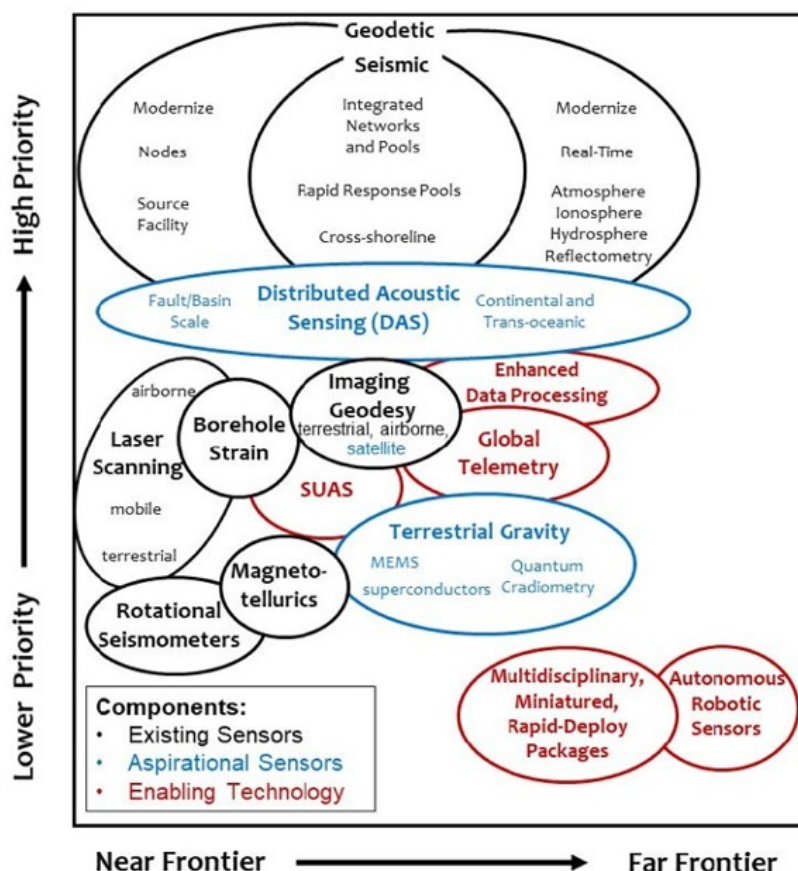 Geodetic
Seismic
Modernize
Nodes
Source
Facility
Integrated
Networks
and Pools
Rapid Response Pools
Cross-shoreline
Modernize
Real-Time
Atmosphere
Ionosphere
Hydrosphere
Reflectometry
Fault/Basin
Scale
Distributed Acoustic
Sensing (DAS)
Continental and
Trans-oceanic
airborne
Laser
Scanning
mobile
terrestrial
Borehole
Strain
Imaging
Geodesy
terrestrial, airborne,
satellite
Enhanced
Data Processing
Global
Telemetry
SUAS
Terrestrial Gravity
MEMS
superconductors
Quantum
Cradiometry
Magneto-
tellurics
Rotational
Seismometers
Multidisciplinary,
Miniatured,
Rapid-Deploy
Packages
Autonomous
Robotic
Sensors
Components:
• Existing Sensors
• Aspirational Sensors
• Enabling Technology
High Priority
Lower Priority
Near Frontier
Far Frontier